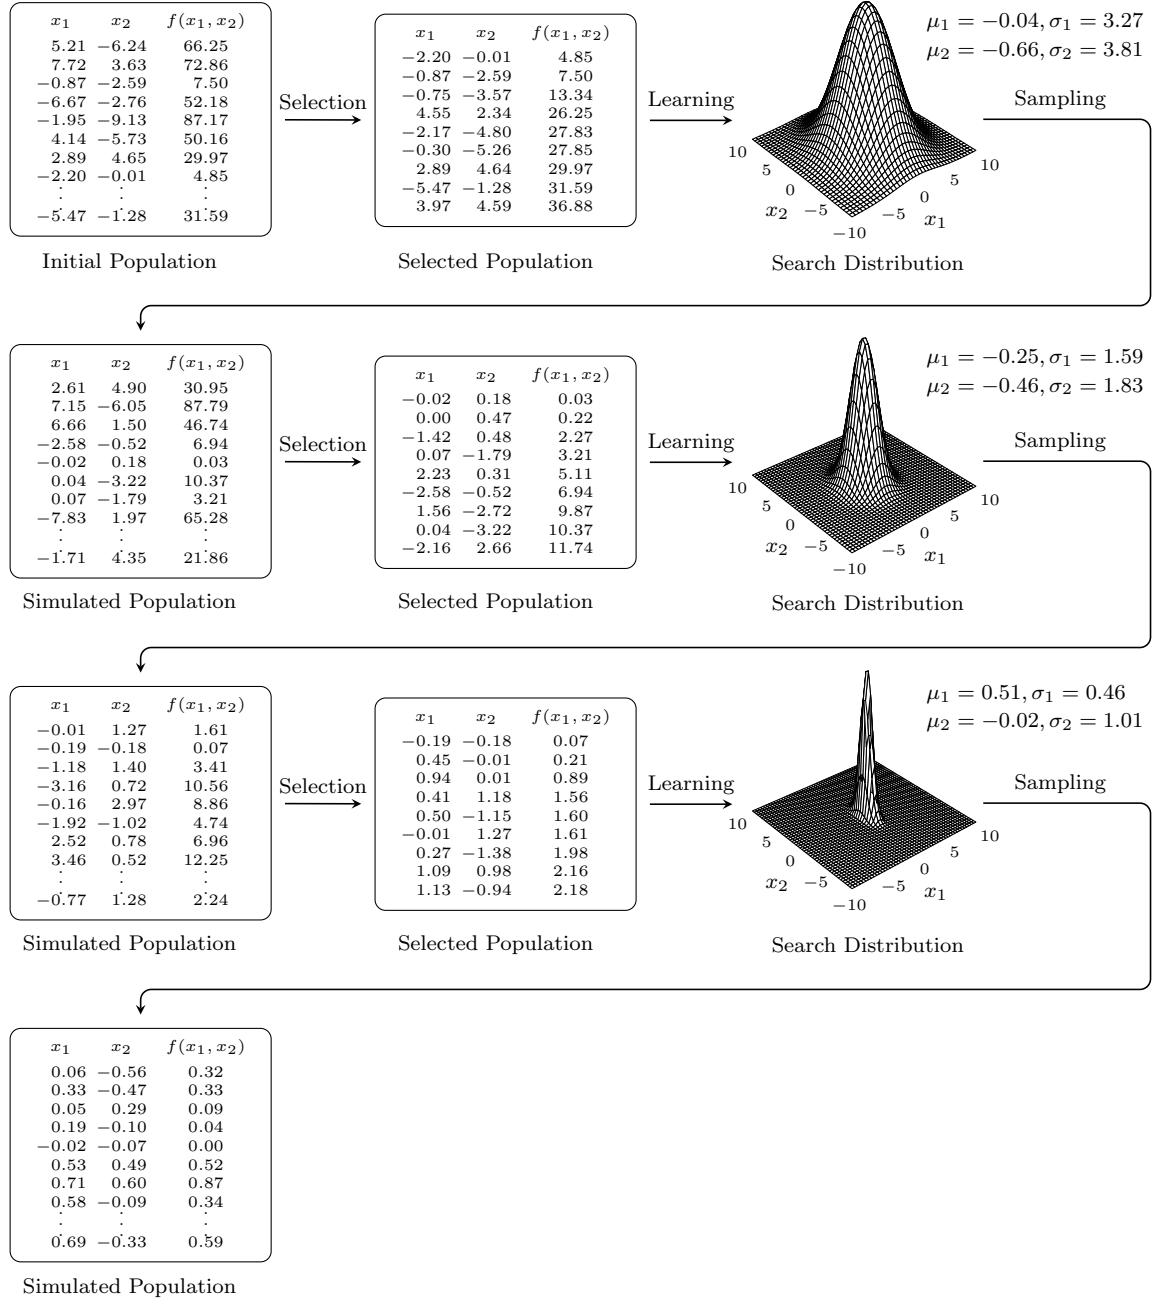 x1 x2 f(x1, x2)
5.21 −6.24 66.25
7.72 3.63 72.86
−0.87 −2.59 7.50
−6.67 −2.76 52.18
−1.95 −9.13 87.17
4.14 −5.73 50.16
2.89 4.65 29.97
−2.20 −0.01 4.85
. . .
. . .
. . .
−5.47 −1.28 31.59
Initial Population
Selection
x1 x2 f(x1, x2)
−2.20 −0.01 4.85
−0.87 −2.59 7.50
−0.75 −3.57 13.34
4.55 2.34 26.25
−2.17 −4.80 27.83
−0.30 −5.26 27.85
2.89 4.64 29.97
−5.47 −1.28 31.59
3.97 4.59 36.88
Selected Population
Learning
10 5 0 −5 −10
x2
−5 0 5 10
x1
Search Distribution
μ1 = −0.04, σ1 = 3.27
μ2 = −0.66, σ2 = 3.81
Sampling
x1 x2 f(x1, x2)
2.61 4.90 30.95
7.15 −6.05 87.79
6.66 1.50 46.74
−2.58 −0.52 6.94
−0.02 0.18 0.03
0.04 −3.22 10.37
0.07 −1.79 3.21
−7.83 1.97 65.28
. . .
. . .
. . .
−1.71 4.35 21.86
Simulated Population
Selection
x1 x2 f(x1, x2)
−0.02 0.18 0.03
0.00 0.47 0.22
−1.42 0.48 2.27
0.07 −1.79 3.21
2.23 0.31 5.11
−2.58 −0.52 6.94
1.56 −2.72 9.87
0.04 −3.22 10.37
−2.16 2.66 11.74
Selected Population
Learning
10 5 0 −5 −10
x2
−5 0 5 10
x1
Search Distribution
μ1 = −0.25, σ1 = 1.59
μ2 = −0.46, σ2 = 1.83
Sampling
x1 x2 f(x1, x2)
−0.01 1.27 1.61
−0.19 −0.18 0.07
−1.18 1.40 3.41
−3.16 0.72 10.56
−0.16 2.97 8.86
−1.92 −1.02 4.74
2.52 0.78 6.96
3.46 0.52 12.25
. . .
. . .
. . .
−0.77 1.28 2.24
Simulated Population
Selection
x1 x2 f(x1, x2)
−0.19 −0.18 0.07
0.45 −0.01 0.21
0.94 0.01 0.89
0.41 1.18 1.56
0.50 −1.15 1.60
−0.01 1.27 1.61
0.27 −1.38 1.98
1.09 0.98 2.16
1.13 −0.94 2.18
Selected Population
Learning
10 5 0 −5 −10
x2
−5 0 5 10
x1
Search Distribution
μ1 = 0.51, σ1 = 0.46
μ2 = −0.02, σ2 = 1.01
Sampling
x1 x2 f(x1, x2)
0.06 −0.56 0.32
0.33 −0.47 0.33
0.05 0.29 0.09
0.19 −0.10 0.04
−0.02 −0.07 0.00
0.53 0.49 0.52
0.71 0.60 0.87
0.58 −0.09 0.34
. . .
. . .
. . .
0.69 −0.33 0.59
Simulated Population